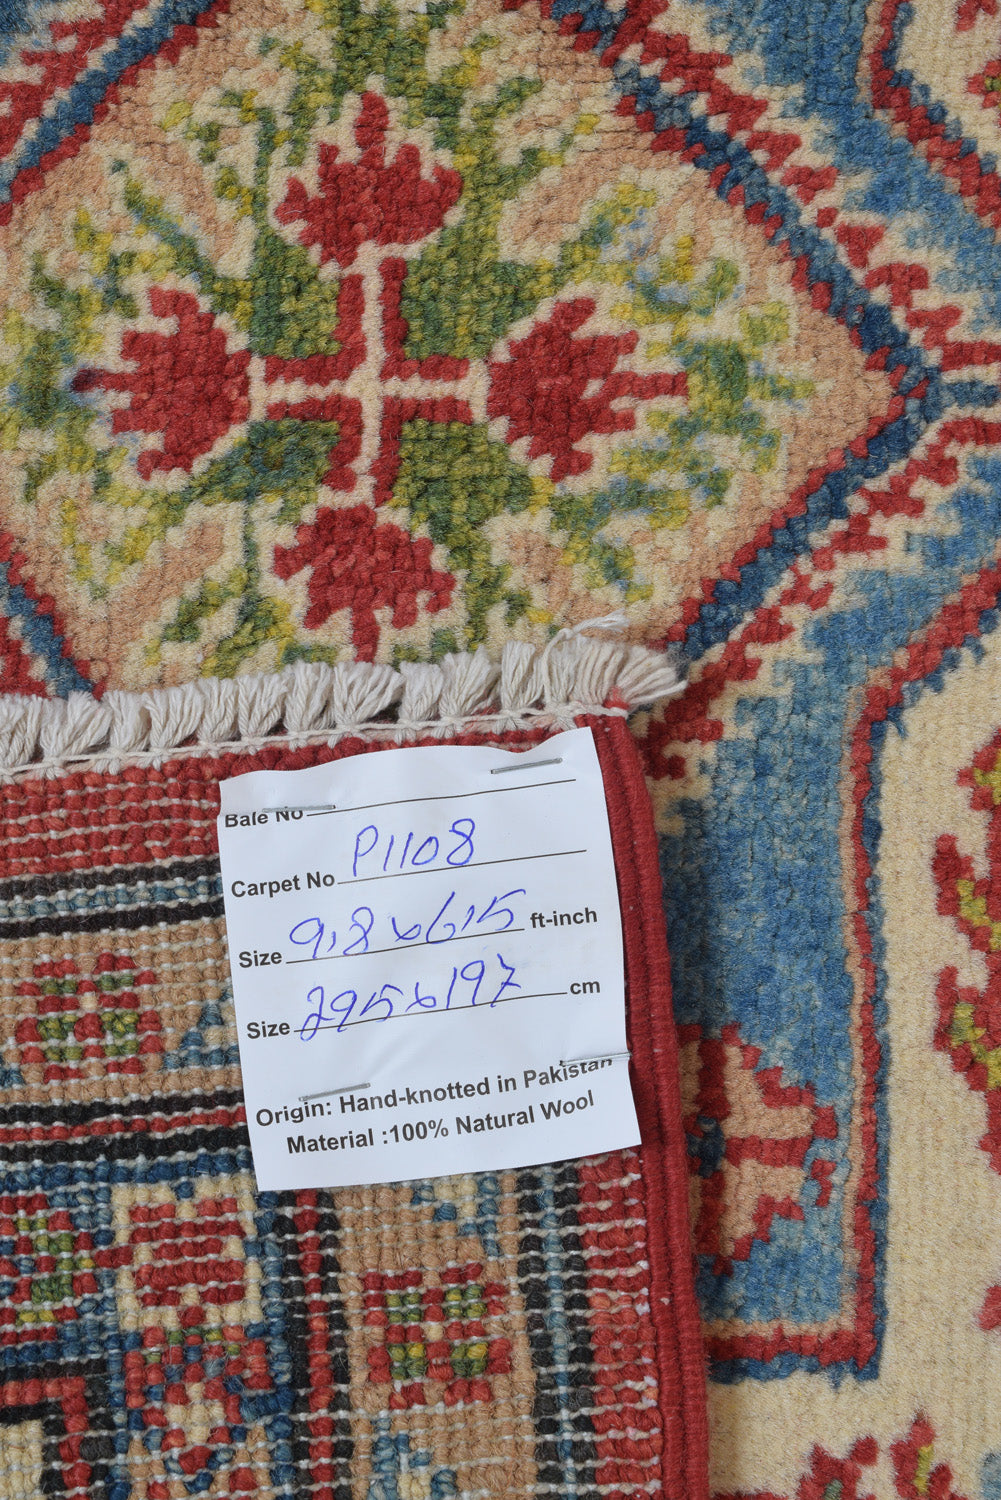 Bale No
Carpet No P1108
Size 9,8 x 6,5 ft-inch
Size 295 x 197 cm
Origin: Hand-knotted in Pakistan
Material :100% Natural Wool